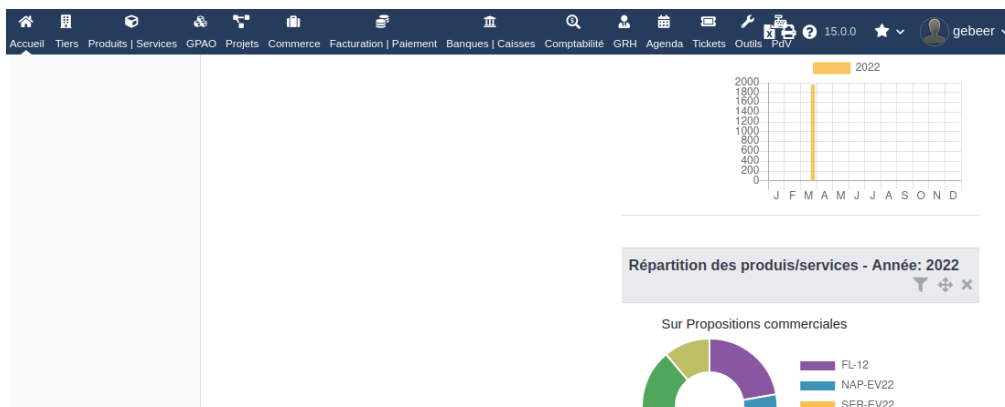 Accueil Tiers Produits | Services GPAO Projets Commerce Facturation | Paiement Banques | Caisses Comptabilité GRH Agenda Tickets Outils PdV 15.0.0 gebeer
2022
2000
1800
1600
1400
1200
1000
800
600
400
200
0
J F M A M J J A S O N D
Répartition des produis/services - Année: 2022
Sur Propositions commerciales
FL-12
NAP-EV22
SER-EV22